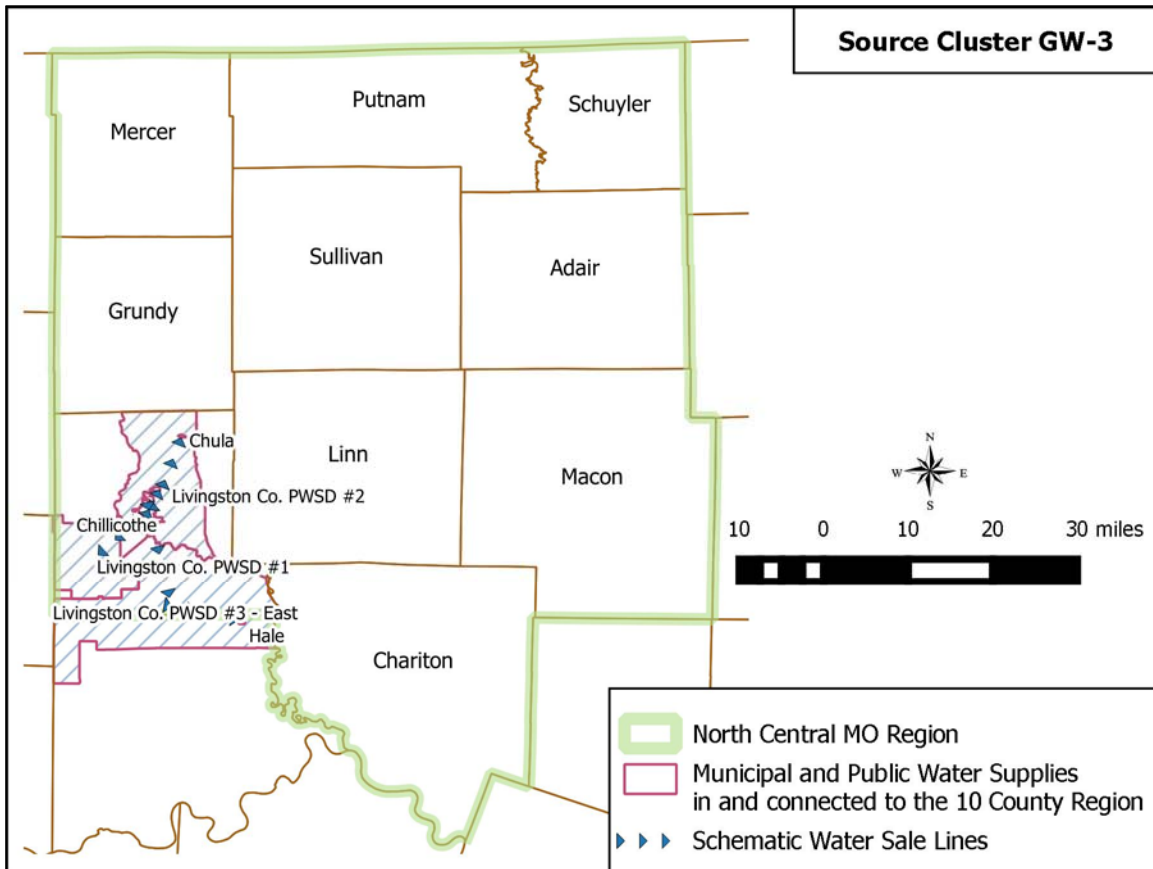 Source Cluster GW-3
Putnam
Schuyler
Mercer
Sullivan
Adair
Grundy
Chula
Linn
Macon
Livingston Co. PWSD #2
Chillicothe
Livingston Co. PWSD #1
Livingston Co. PWSD #3 - East
Hale
Chariton
N
W E
S
10 0 10 20 30 miles
North Central MO Region
Municipal and Public Water Supplies
in and connected to the 10 County Region
Schematic Water Sale Lines